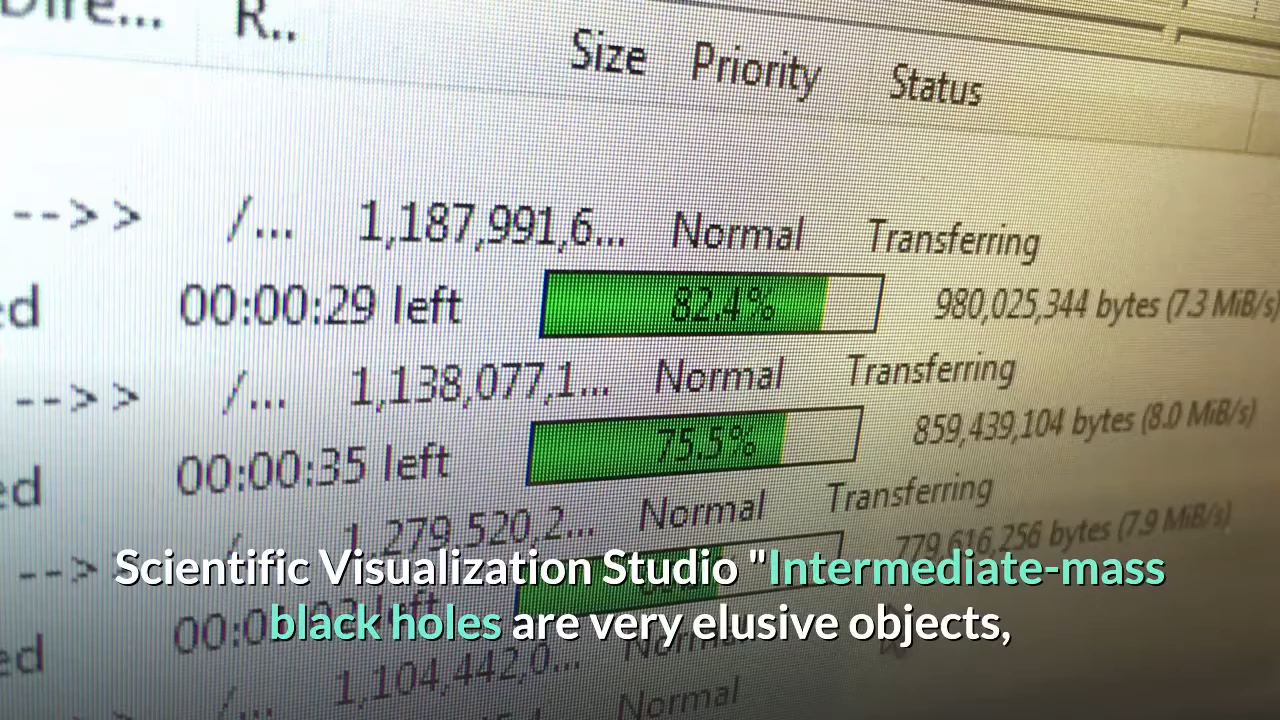 Dire... R.. Size Priority Status
-->> /... 1,187,991,6... Normal Transferring
ed 00:00:29 left 82.4% 980,025,344 bytes (7.3 MiB/s)
-->> /... 1,138,077,1... Normal Transferring
ed 00:00:35 left 75.5% 859,439,104 bytes (8.0 MiB/s)
--> 1,279,520,2... Normal Transferring
ed left 779,616,256 bytes (7.9 MiB/s)
1,104,442,0... Normal
Scientific Visualization Studio "Intermediate-mass
black holes are very elusive objects,